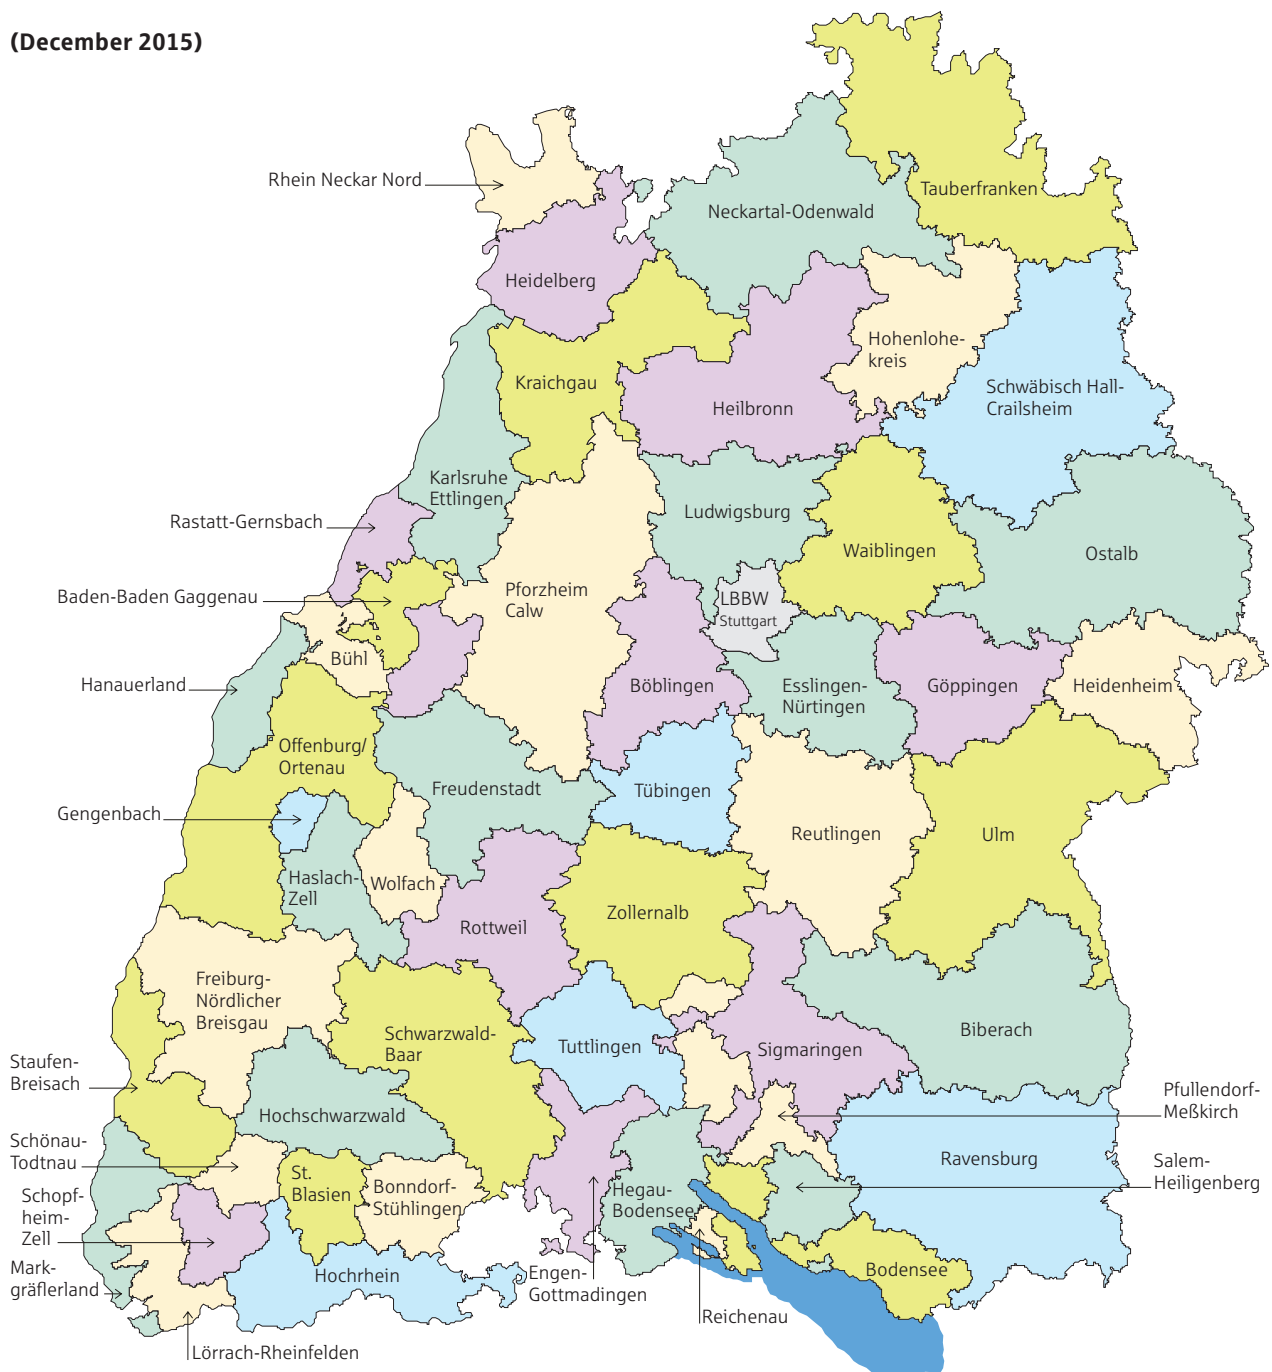 (December 2015)
Rhein Neckar Nord
Tauberfranken
Neckartal-Odenwald
Heidelberg
Hohenlohe-
kreis
Kraichgau
Schwäbisch Hall-
Crailsheim
Heilbronn
Karlsruhe
Ettlingen
Ludwigsburg
Rastatt-Gernsbach
Waiblingen
Ostalb
Pforzheim
Calw
Baden-Baden Gaggenau
LBBW
Stuttgart
Bühl
Hanauerland
Böblingen
Esslingen-
Nürtingen
Göppingen
Heidenheim
Offenburg/
Ortenau
Freudenstadt
Tübingen
Gengenbach
Reutlingen
Ulm
Haslach-
Zell
Wolfach
Rottweil
Zollernalb
Freiburg-
Nördlicher
Breisgau
Schwarzwald-
Baar
Tuttlingen
Sigmaringen
Biberach
Staufen-
Breisach
Hochschwarzwald
Pfullendorf-
Meßkirch
Schönau-
Todtnau
Ravensburg
Salem-
Heiligenberg
St.
Blasien
Bonndorf-
Stühlingen
Hegau-
Bodensee
Schopf-
heim-
Zell
Mark-
gräflerland
Hochrhein
Engen-
Gottmadingen
Bodensee
Reichenau
Lörrach-Rheinfelden